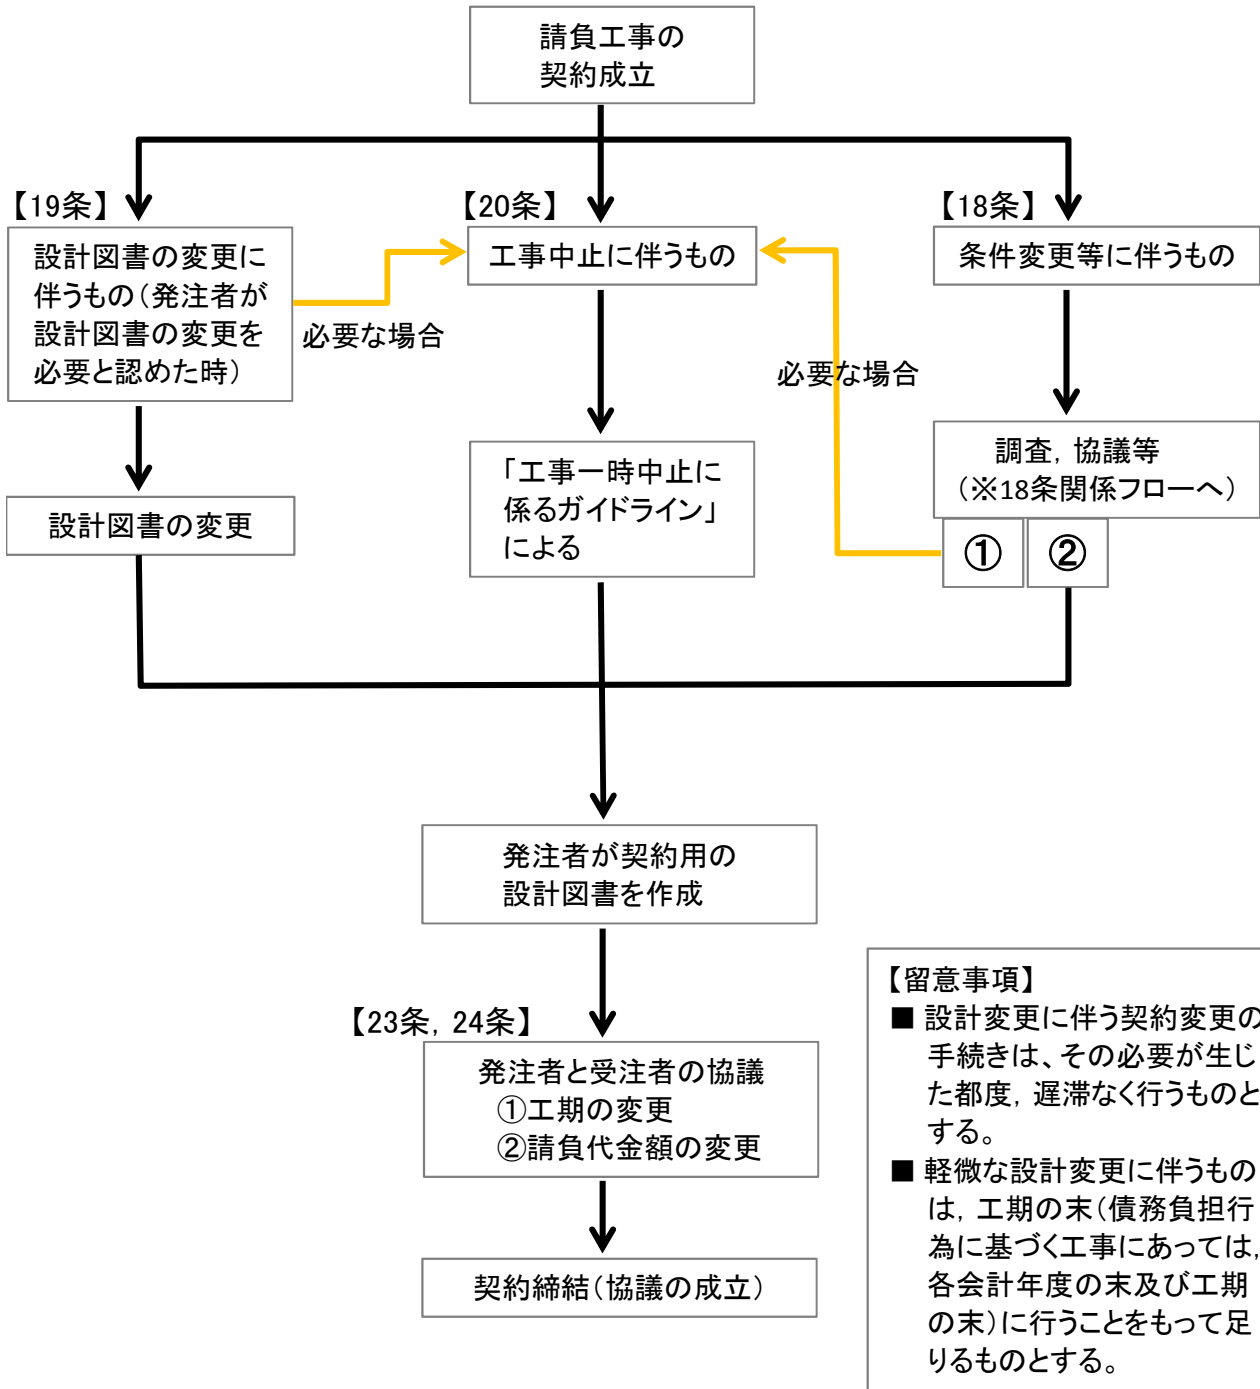 請負工事の
契約成立
【19条】
設計図書の変更に
伴うもの（発注者が
設計図書の変更を
必要と認めた時）
必要な場合
設計図書の変更
【20条】
工事中止に伴うもの
「工事一時中止に
係るガイドライン」
による
【18条】
条件変更等に伴うもの
必要な場合
調査，協議等
（※18条関係フローへ）
① ②
発注者が契約用の
設計図書を作成
【23条，24条】
発注者と受注者の協議
①工期の変更
②請負代金額の変更
契約締結（協議の成立）
【留意事項】
■ 設計変更に伴う契約変更の
手続きは、その必要が生じ
た都度，遅滞なく行うものと
する。
■ 軽微な設計変更に伴うもの
は，工期の末（債務負担行
為に基づく工事にあっては，
各会計年度の末及び工期
の末）に行うことをもって足
りるものとする。